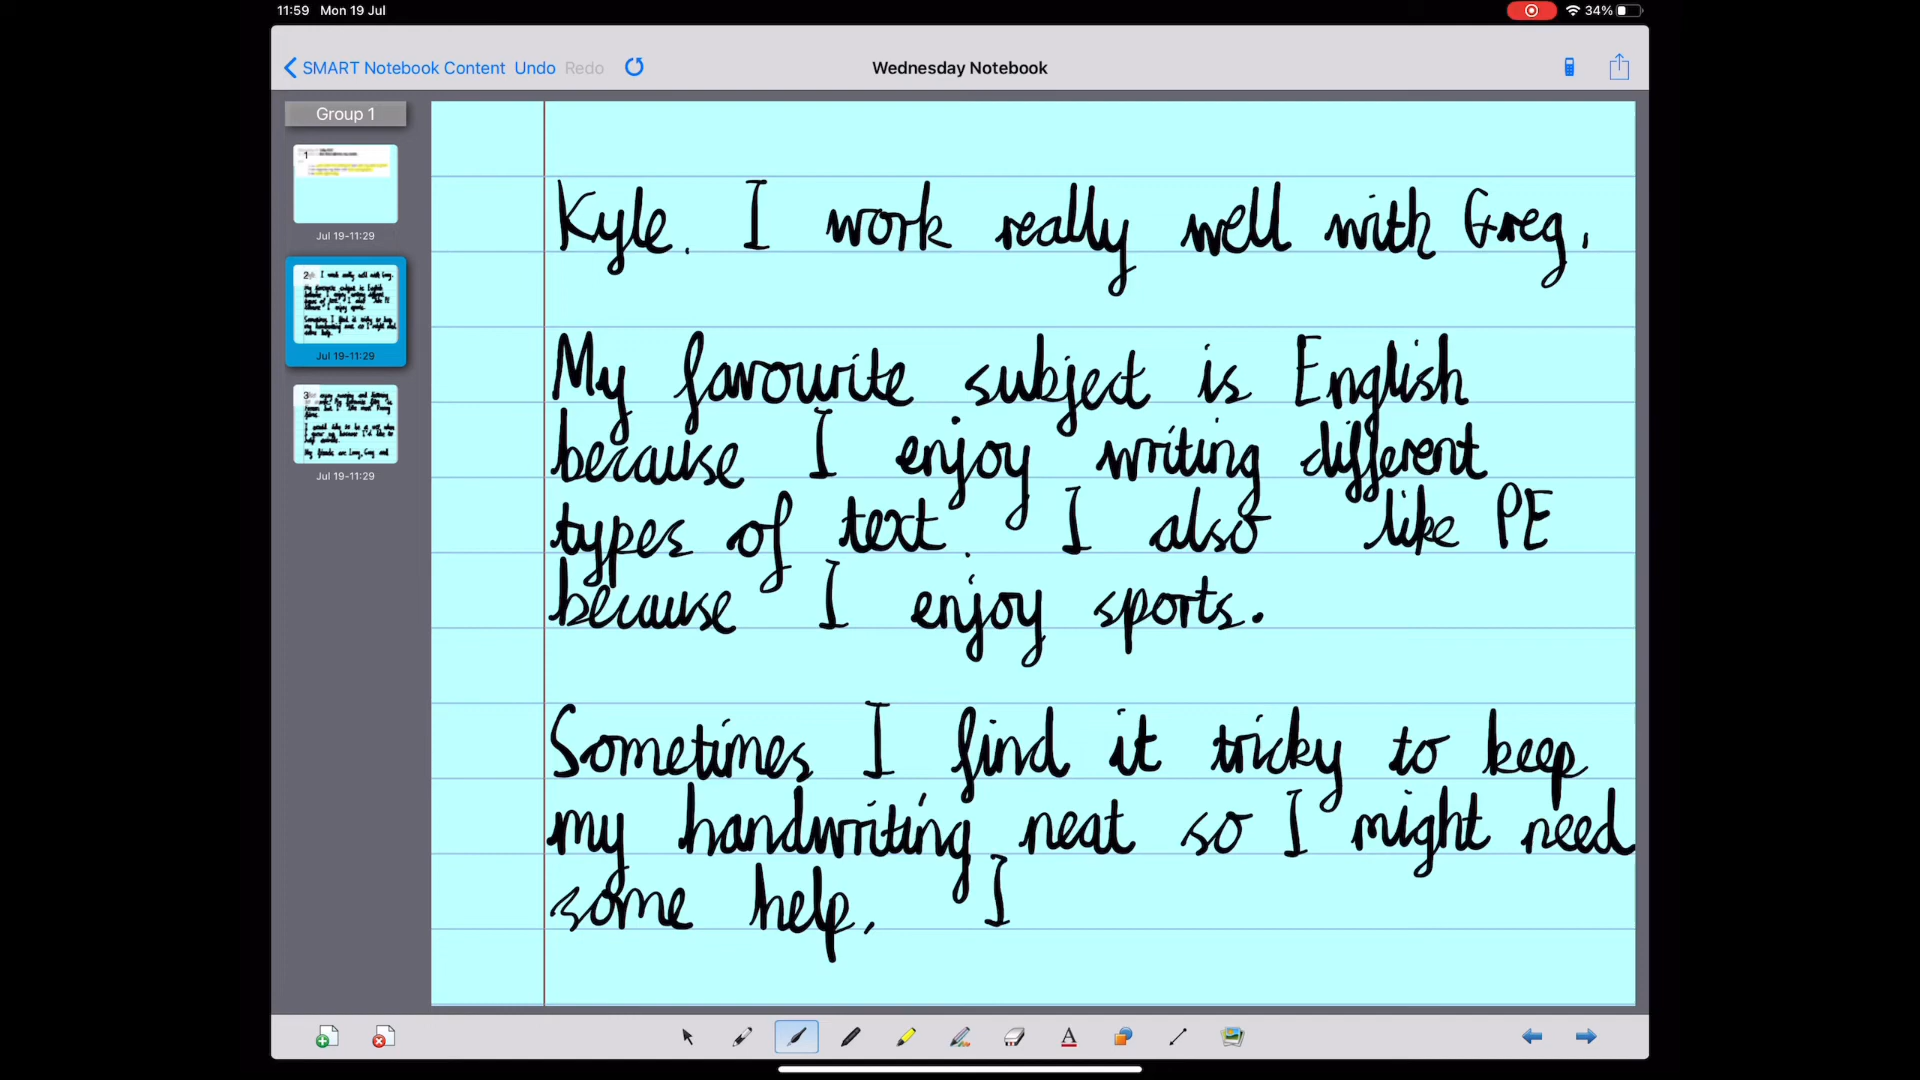 11:59 Mon 19 Jul 34%
SMART Notebook Content Undo Redo Wednesday Notebook
Group 1
1
Jul 19-11:29
2
Jul 19-11:29
3
Jul 19-11:29
Kyle. I work really well with Greg.
My favourite subject is English
because I enjoy writing different
types of text. I also like PE
because I enjoy sports.
Sometimes I find it tricky to keep
my handwriting neat so I might need
some help. I
A